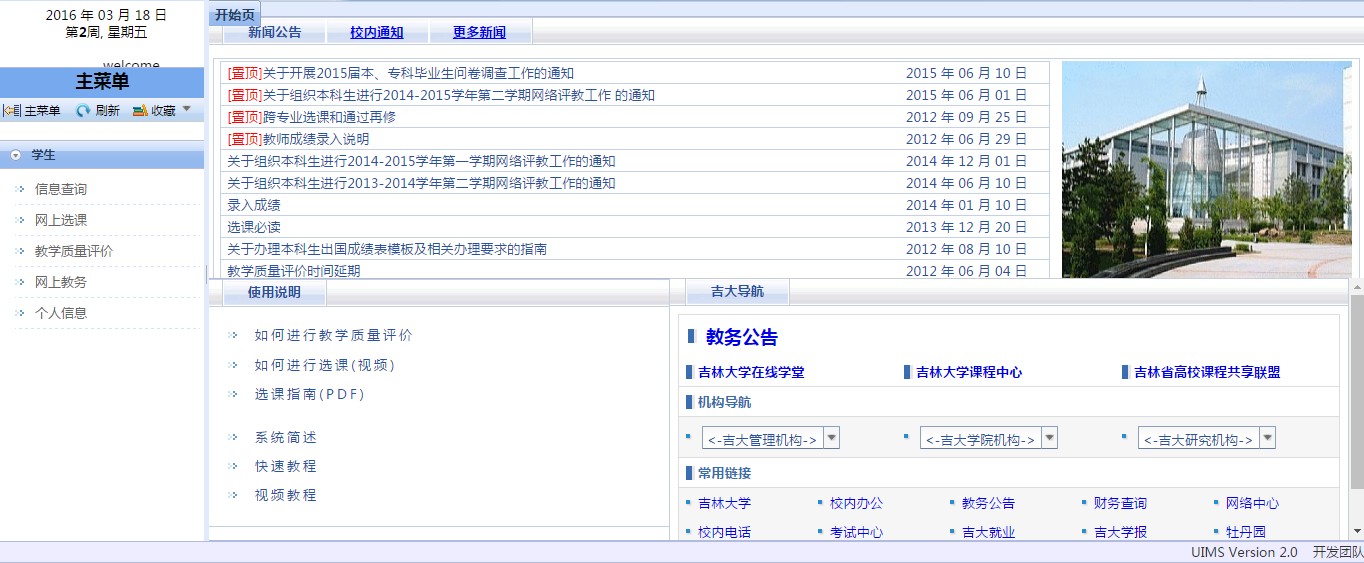 2016 年 03 月 18 日
第2周, 星期五
welcome
主菜单
主菜单 刷新 收藏
学生
信息查询
网上选课
教学质量评价
网上教务
个人信息
开始页
新闻公告 校内通知 更多新闻
[置顶]关于开展2015届本、专科毕业生问卷调查工作的通知 2015 年 06 月 10 日
[置顶]关于组织本科生进行2014-2015学年第二学期网络评教工作 的通知 2015 年 06 月 01 日
[置顶]跨专业选课和通过再修 2012 年 09 月 25 日
[置顶]教师成绩录入说明 2012 年 06 月 29 日
关于组织本科生进行2014-2015学年第一学期网络评教工作的通知 2014 年 12 月 01 日
关于组织本科生进行2013-2014学年第二学期网络评教工作的通知 2014 年 06 月 10 日
录入成绩 2014 年 01 月 10 日
选课必读 2013 年 12 月 20 日
关于办理本科生出国成绩表模板及相关办理要求的指南 2012 年 08 月 10 日
教学质量评价时间延期 2012 年 06 月 04 日
使用说明
如何进行教学质量评价
如何进行选课(视频)
选课指南(PDF)
系统简述
快速教程
视频教程
吉大导航
教务公告
吉林大学在线学堂 吉林大学课程中心 吉林省高校课程共享联盟
机构导航
<-吉大管理机构-> <-吉大学院机构-> <-吉大研究机构->
常用链接
吉林大学 校内办公 教务公告 财务查询 网络中心
校内电话 考试中心 吉大就业 吉大学报 牡丹园
UIMS Version 2.0 开发团队